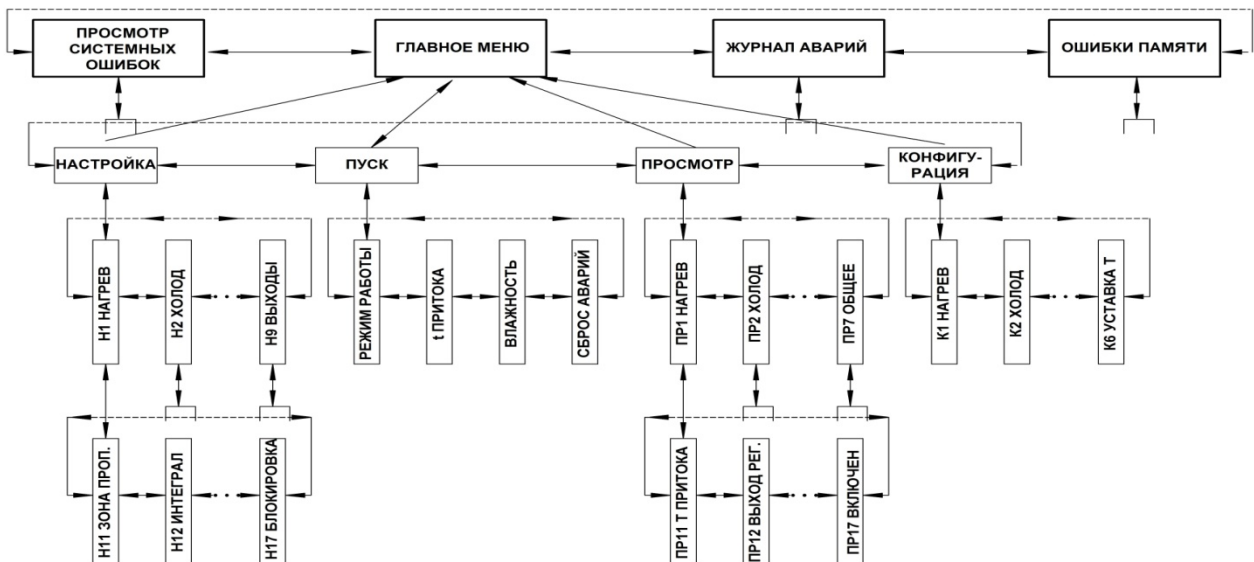 ПРОСМОТР
СИСТЕМНЫХ
ОШИБОК
ГЛАВНОЕ МЕНЮ
ЖУРНАЛ АВАРИЙ
ОШИБКИ ПАМЯТИ
НАСТРОЙКА
ПУСК
ПРОСМОТР
КОНФИГУ-
РАЦИЯ
Н1 НАГРЕВ
Н2 ХОЛОД
Н9 ВЫХОДЫ
РЕЖИМ РАБОТЫ
t ПРИТОКА
ВЛАЖНОСТЬ
СБРОС АВАРИЙ
ПР1 НАГРЕВ
ПР2 ХОЛОД
ПР7 ОБЩЕЕ
К1 НАГРЕВ
К2 ХОЛОД
К6 УСТАВКА Т
Н11 ЗОНА ПРОП.
Н12 ИНТЕГРАЛ
Н17 БЛОКИРОВКА
ПР11 Т ПРИТОКА
ПР12 ВЫХОД РЕГ.
ПР17 ВКЛЮЧЕН